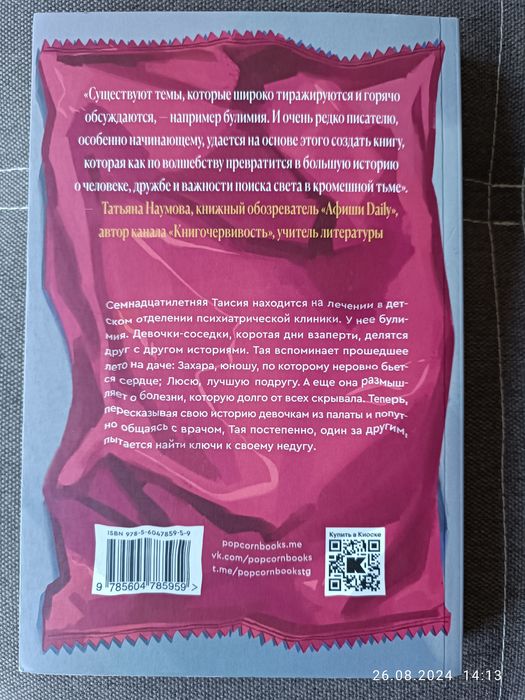 «Существуют темы, которые широко тиражируются и горячо
обсуждаются, — например булимия. И очень редко писателю,
особенно начинающему, удается на основе этого создать книгу,
которая как по волшебству превратится в большую историю
о человеке, дружбе и важности поиска света в кромешной тьме».
— Татьяна Наумова, книжный обозреватель «Афиши Daily»,
автор канала «Книгочервивость», учитель литературы
Семнадцатилетняя Таисия находится на лечении в дет-
ском отделении психиатрической клиники. У нее були-
мия. Девочки-соседки, коротая дни взаперти, делятся
друг с другом историями. Тая вспоминает прошедшее
лето на даче: Захара, юношу, по которому неровно бьет-
ся сердце; Люсю, лучшую подругу. А еще она размыш-
ляет о болезни, которую долго от всех скрывала. Теперь,
пересказывая свою историю девочкам из палаты и попут-
но общаясь с врачом, Тая постепенно, один за другим,
пытается найти ключи к своему недугу.
ISBN 978-5-6047859-5-9
9 785604 785959 >
popcornbooks.me
vk.com/popcornbooks
t.me/popcornbookstg
Купить в Киоске
K
26.08.2024 14:13